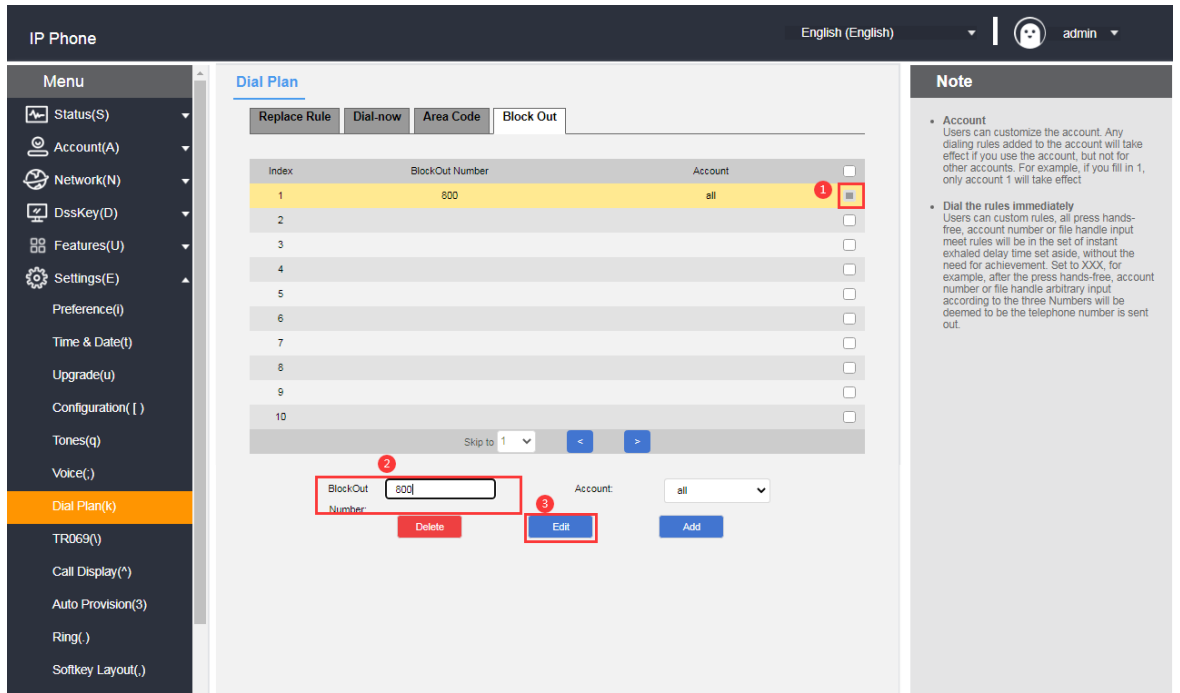 IP Phone
English (English)
admin
Menu
Status(S)
Account(A)
Network(N)
DssKey(D)
Features(U)
Settings(E)
Preference(i)
Time & Date(t)
Upgrade(u)
Configuration( [ )
Tones(q)
Voice(;)
Dial Plan(k)
TR069(\)
Call Display(^)
Auto Provision(3)
Ring(.)
Softkey Layout(,)
Dial Plan
Replace Rule Dial-now Area Code Block Out
Index BlockOut Number Account
1 600 all
1
2
3
4
5
6
7
8
9
10
Skip to 1 < >
2
BlockOut 600 Account: all
Number:
3
Delete Edit Add
Note
• Account
Users can customize the account. Any
dialing rules added to the account will take
effect if you use the account, but not for
other accounts. For example, if you fill in 1,
only account 1 will take effect
• Dial the rules immediately
Users can custom rules, all press hands-
free, account number or file handle input
meet rules will be in the set of instant
exhaled delay time set aside, without the
need for achievement. Set to XXX, for
example, after the press hands-free, account
number or file handle arbitrary input
according to the three Numbers will be
deemed to be the telephone number is sent
out.